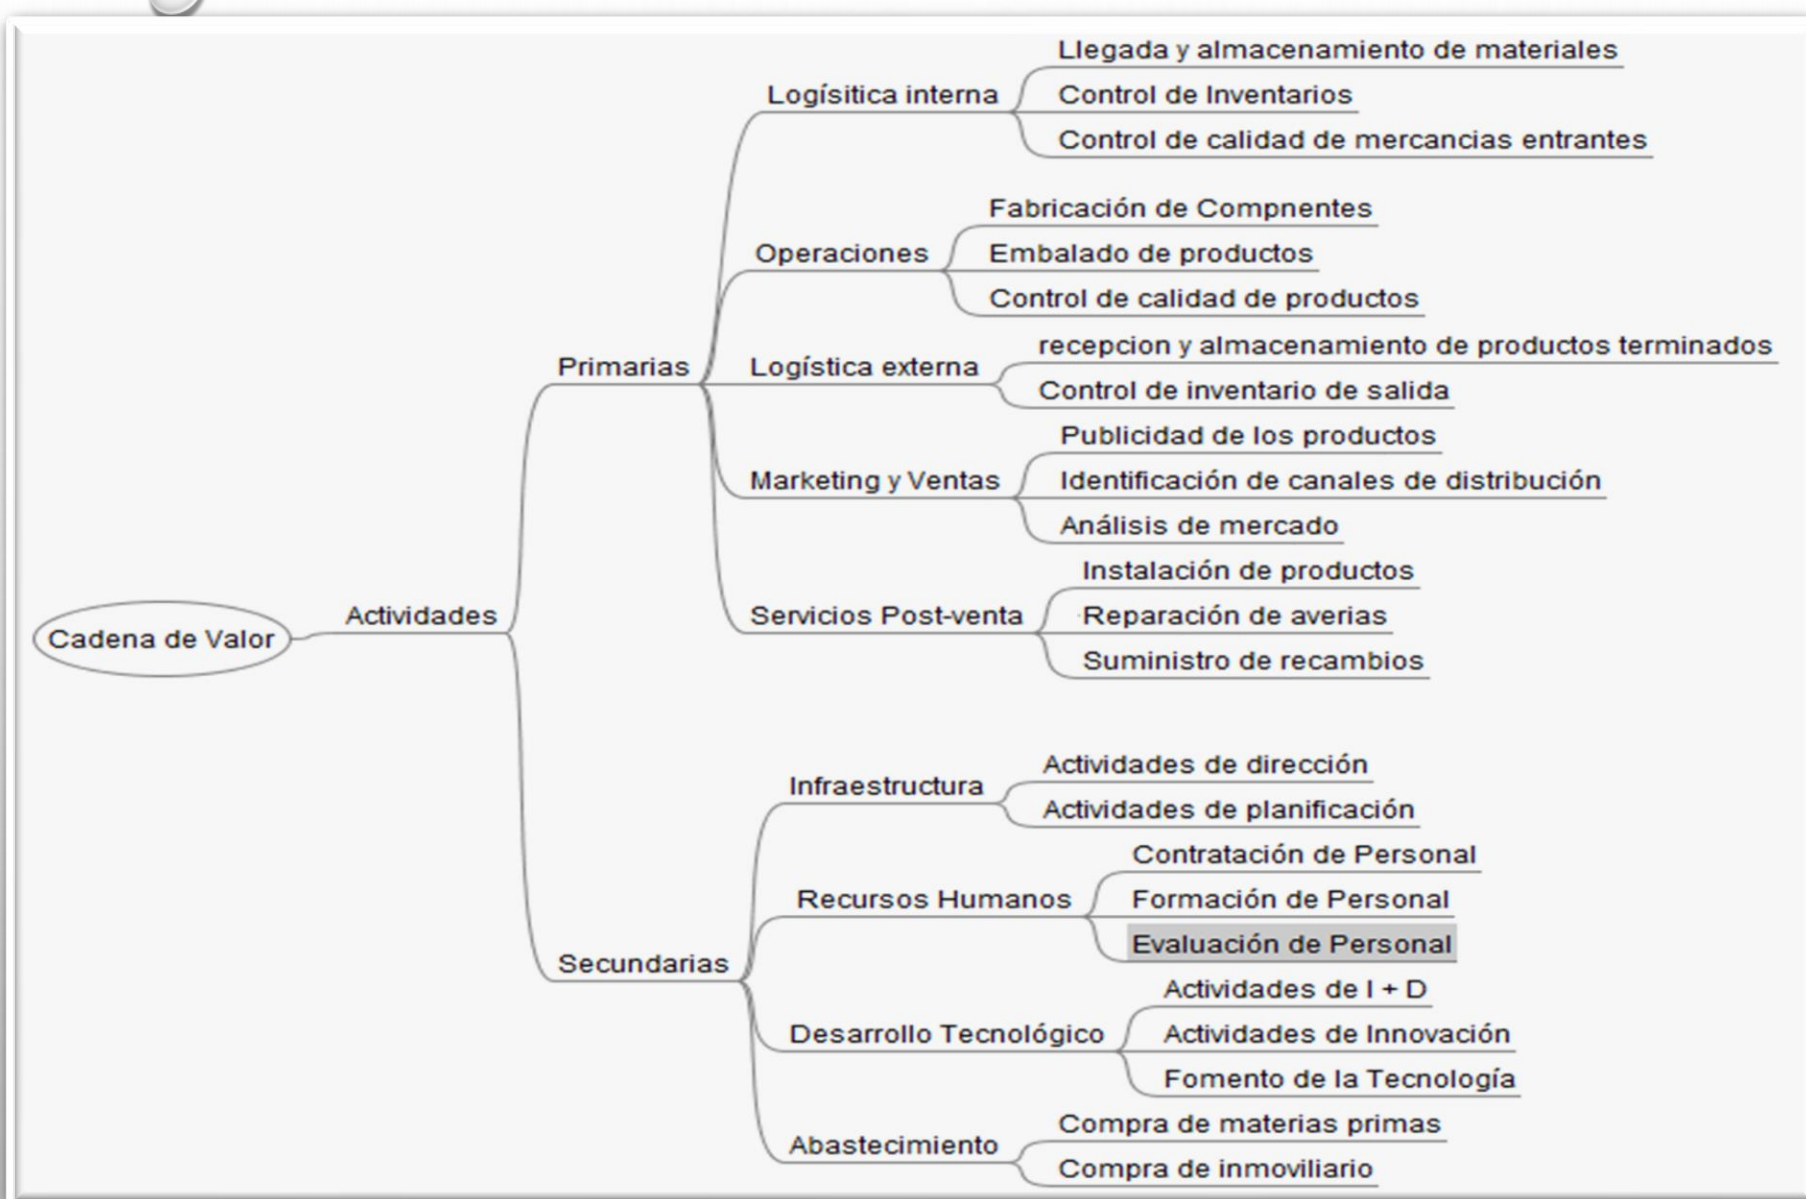 Llegada y almacenamiento de materiales
Logísitica interna
Control de Inventarios
Control de calidad de mercancias entrantes
Fabricación de Compnentes
Operaciones
Embalado de productos
Control de calidad de productos
recepcion y almacenamiento de productos terminados
Primarias
Logística externa
Control de inventario de salida
Publicidad de los productos
Marketing y Ventas
Identificación de canales de distribución
Análisis de mercado
Instalación de productos
Cadena de Valor
Actividades
Servicios Post-venta
Reparación de averias
Suministro de recambios
Actividades de dirección
Infraestructura
Actividades de planificación
Contratación de Personal
Recursos Humanos
Formación de Personal
Evaluación de Personal
Secundarias
Actividades de I + D
Desarrollo Tecnológico
Actividades de Innovación
Fomento de la Tecnología
Compra de materias primas
Abastecimiento
Compra de inmoviliario